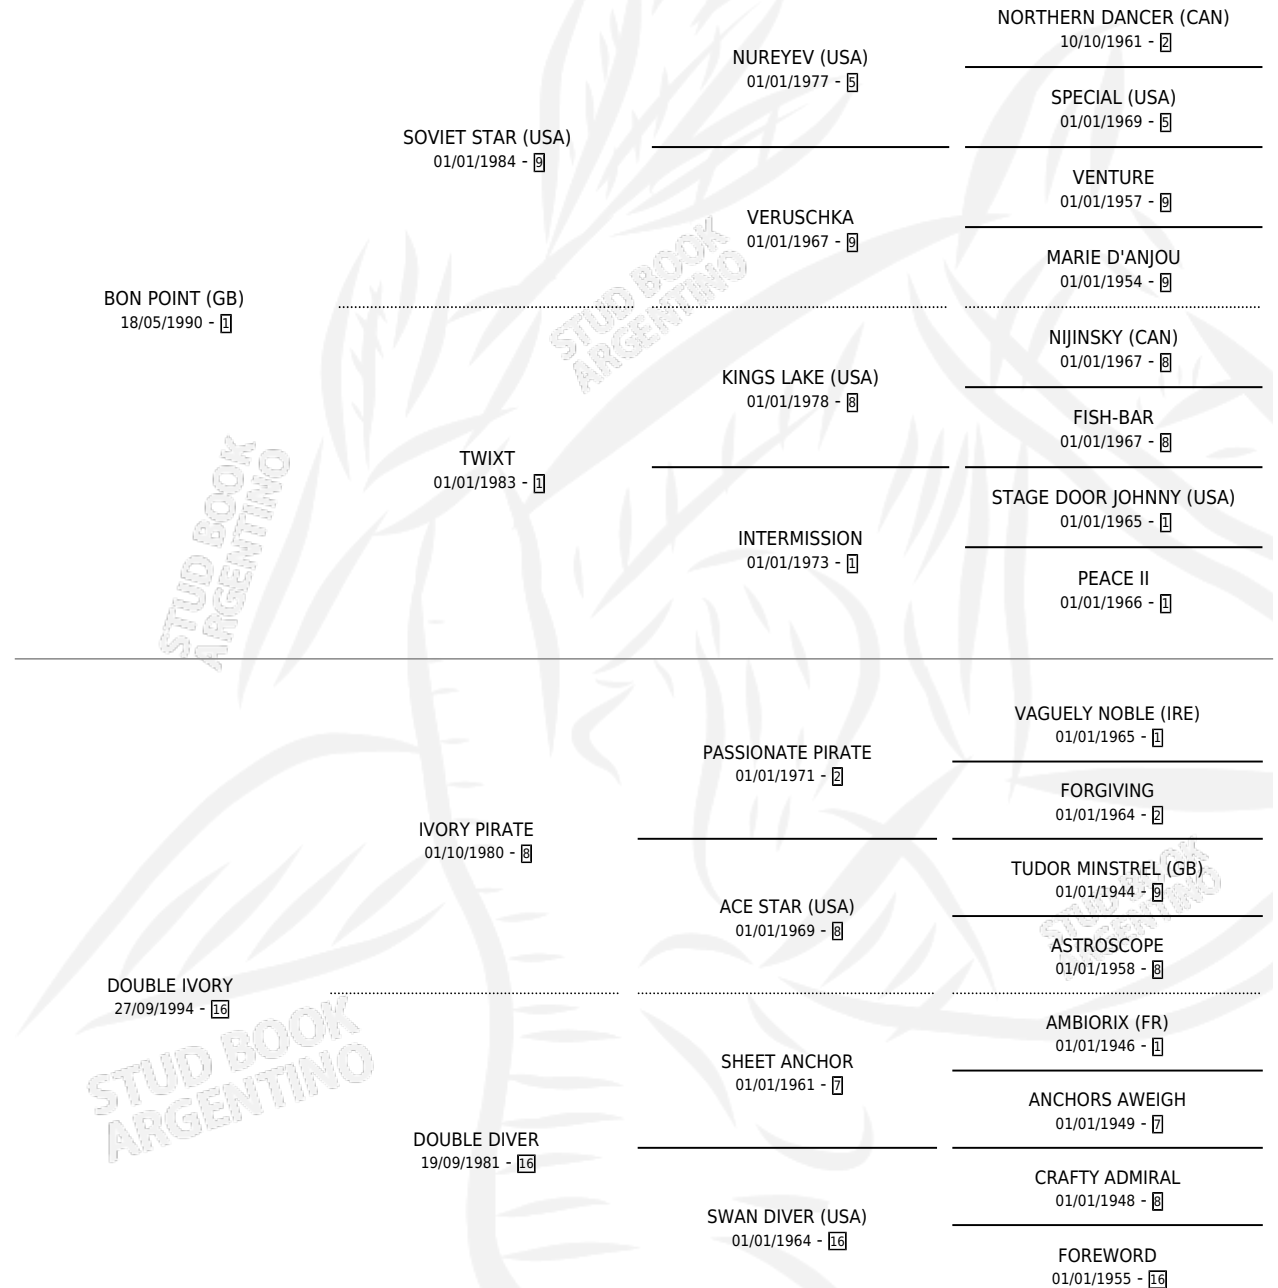 NORTHERN DANCER (CAN)
10/10/1961 - 2
NUREYEV (USA)
01/01/1977 - 5
SPECIAL (USA)
01/01/1969 - 5
SOVIET STAR (USA)
01/01/1984 - 9
VENTURE
01/01/1957 - 9
VERUSCHKA
01/01/1967 - 9
MARIE D'ANJOU
01/01/1954 - 9
BON POINT (GB)
18/05/1990 - 1
NIJINSKY (CAN)
01/01/1967 - 8
KINGS LAKE (USA)
01/01/1978 - 8
FISH-BAR
01/01/1967 - 8
TWIXT
01/01/1983 - 1
STAGE DOOR JOHNNY (USA)
01/01/1965 - 1
INTERMISSION
01/01/1973 - 1
PEACE II
01/01/1966 - 1
VAGUELY NOBLE (IRE)
01/01/1965 - 1
PASSIONATE PIRATE
01/01/1971 - 2
FORGIVING
01/01/1964 - 2
IVORY PIRATE
01/10/1980 - 8
TUDOR MINSTREL (GB)
01/01/1944 - 9
ACE STAR (USA)
01/01/1969 - 8
ASTROSCOPE
01/01/1958 - 8
DOUBLE IVORY
27/09/1994 - 16
AMBIORIX (FR)
01/01/1946 - 1
SHEET ANCHOR
01/01/1961 - 7
ANCHORS AWEIGH
01/01/1949 - 7
DOUBLE DIVER
19/09/1981 - 16
CRAFTY ADMIRAL
01/01/1948 - 8
SWAN DIVER (USA)
01/01/1964 - 16
FOREWORD
01/01/1955 - 16
STUD BOOK
ARGENTINO
STUD BOOK
ARGENTINO
STUD BOOK
ARGENTINO
STUD BOOK
ARGENTINO